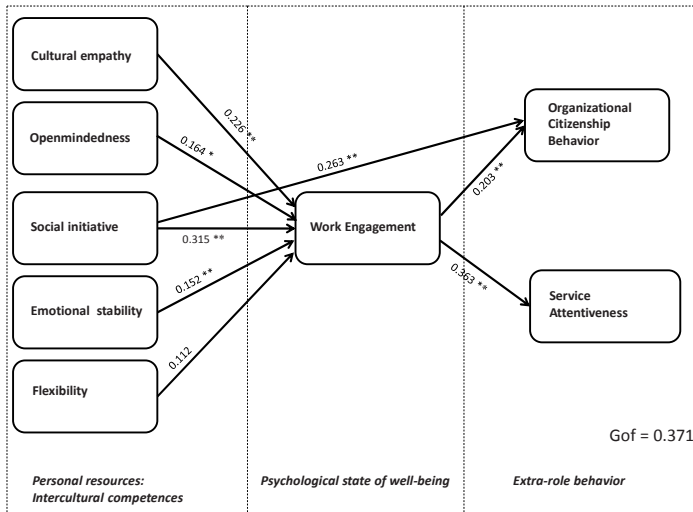 Cultural empathy
Openmindedness
Social initiative
Emotional stability
Flexibility
0.226 **
0.164 *
0.263 **
0.315 **
0.152 **
0.112
Work Engagement
0.203 **
0.363 **
Organizational
Citizenship
Behavior
Service
Attentiveness
Gof = 0.371
Personal resources:
Intercultural competences
Psychological state of well-being
Extra-role behavior